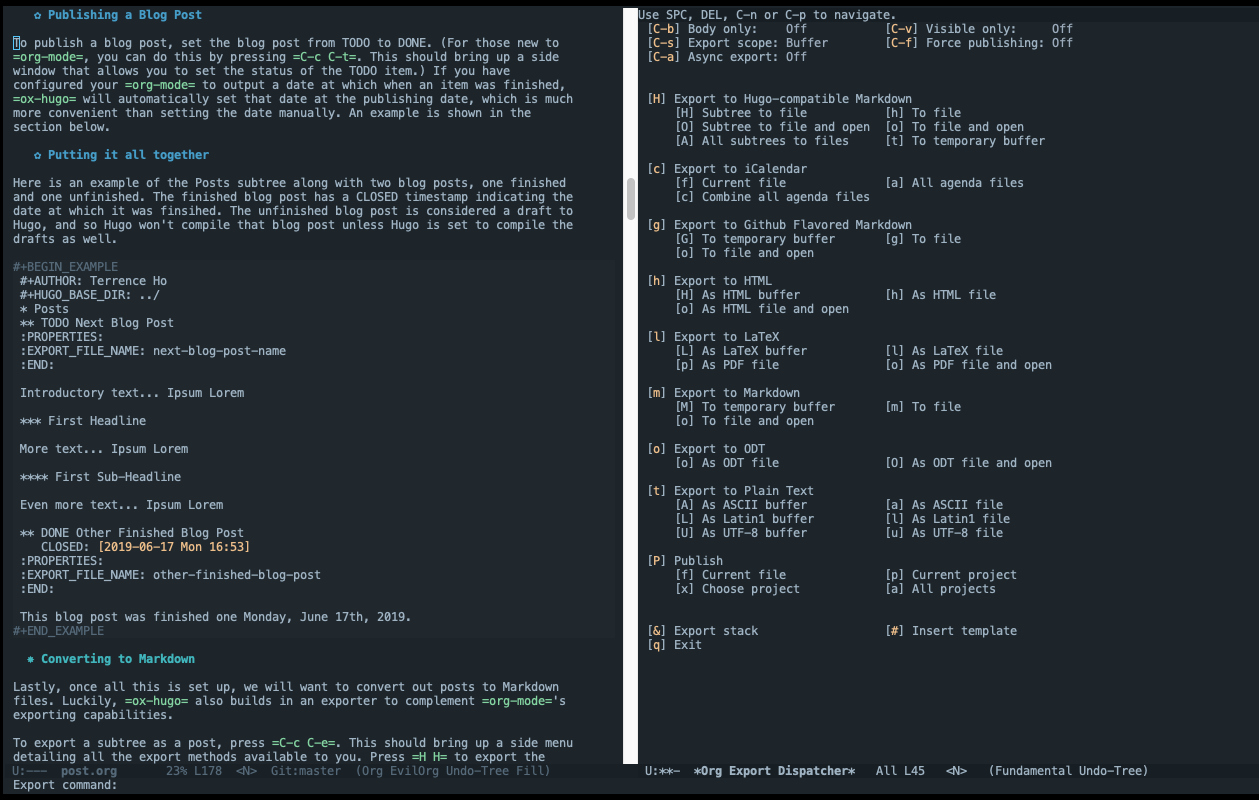 ✿ Publishing a Blog Post
To publish a blog post, set the blog post from TODO to DONE. (For those new to
=org-mode=, you can do this by pressing =C-c C-t=. This should bring up a side
window that allows you to set the status of the TODO item.) If you have
configured your =org-mode= to output a date at which when an item was finished,
=ox-hugo= will automatically set that date at the publishing date, which is much
more convenient than setting the date manually. An example is shown in the
section below.
✿ Putting it all together
Here is an example of the Posts subtree along with two blog posts, one finished
and one unfinished. The finished blog post has a CLOSED timestamp indicating the
date at which it was finsihed. The unfinished blog post is considered a draft to
Hugo, and so Hugo won't compile that blog post unless Hugo is set to compile the
drafts as well.
#+BEGIN_EXAMPLE
#+AUTHOR: Terrence Ho
#+HUGO_BASE_DIR: ../
* Posts
** TODO Next Blog Post
:PROPERTIES:
:EXPORT_FILE_NAME: next-blog-post-name
:END:
Introductory text... Ipsum Lorem
*** First Headline
More text... Ipsum Lorem
**** First Sub-Headline
Even more text... Ipsum Lorem
** DONE Other Finished Blog Post
CLOSED: [2019-06-17 Mon 16:53]
:PROPERTIES:
:EXPORT_FILE_NAME: other-finished-blog-post
:END:
This blog post was finished one Monday, June 17th, 2019.
#+END_EXAMPLE
✸ Converting to Markdown
Lastly, once all this is set up, we will want to convert out posts to Markdown
files. Luckily, =ox-hugo= also builds in an exporter to complement =org-mode='s
exporting capabilities.
To export a subtree as a post, press =C-c C-e=. This should bring up a side menu
detailing all the export methods available to you. Press =H H= to export the
U:--- post.org 23% L178 <N> Git:master (Org EvilOrg Undo-Tree Fill)
Export command:
Use SPC, DEL, C-n or C-p to navigate.
[C-b] Body only: Off [C-v] Visible only: Off
[C-s] Export scope: Buffer [C-f] Force publishing: Off
[C-a] Async export: Off
[H] Export to Hugo-compatible Markdown
[H] Subtree to file [h] To file
[O] Subtree to file and open [o] To file and open
[A] All subtrees to files [t] To temporary buffer
[c] Export to iCalendar
[f] Current file [a] All agenda files
[c] Combine all agenda files
[g] Export to Github Flavored Markdown
[G] To temporary buffer [g] To file
[o] To file and open
[h] Export to HTML
[H] As HTML buffer [h] As HTML file
[o] As HTML file and open
[l] Export to LaTeX
[L] As LaTeX buffer [l] As LaTeX file
[p] As PDF file [o] As PDF file and open
[m] Export to Markdown
[M] To temporary buffer [m] To file
[o] To file and open
[o] Export to ODT
[o] As ODT file [O] As ODT file and open
[t] Export to Plain Text
[A] As ASCII buffer [a] As ASCII file
[L] As Latin1 buffer [l] As Latin1 file
[U] As UTF-8 buffer [u] As UTF-8 file
[P] Publish
[f] Current file [p] Current project
[x] Choose project [a] All projects
[&] Export stack [#] Insert template
[q] Exit
U:**- *Org Export Dispatcher* All L45 <N> (Fundamental Undo-Tree)